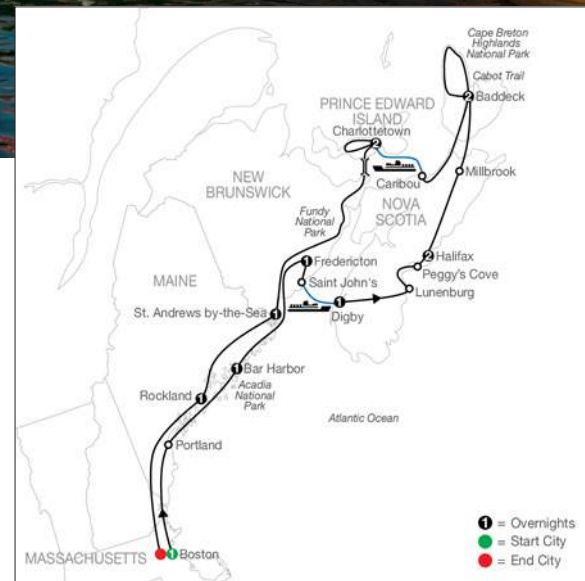 Cape Breton
Highlands
National Park
Cabot Trail
2
Baddeck
PRINCE EDWARD
ISLAND
Charlottetown
2
Millbrook
Caribou
NEW
BRUNSWICK
NOVA
SCOTIA
Fundy
National
Park
2
Halifax
1
Fredericton
Peggy's Cove
Saint John's
Lunenburg
MAINE
1
Digby
St. Andrews by-the-Sea
1
1
Bar Harbor
Acadia
National
Park
Rockland
1
Atlantic Ocean
Portland
1 = Overnights
= Start City
= End City
MASSACHUSETTS
1
Boston